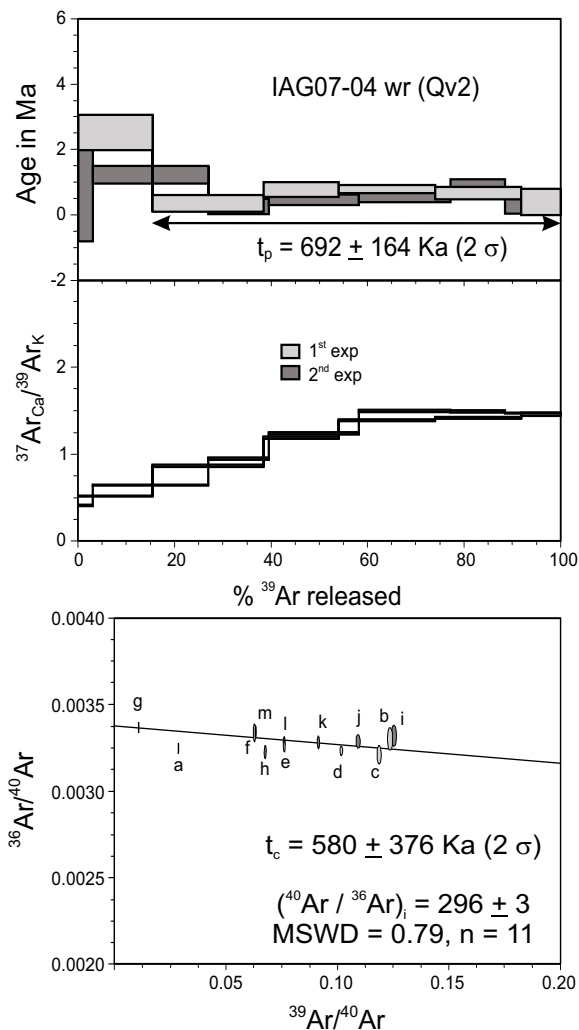 6
4
2
0
-2
Age in Ma
IAG07-04 wr (Qv2)
tₚ = 692 ± 164 Ka (2 σ)
2
1
0
³⁷Ar_Ca/³⁹Ar_K
1ˢᵗ exp
2ⁿᵈ exp
0 20 40 60 80 100
% ³⁹Ar released
0.0040
0.0035
0.0030
0.0025
0.0020
³⁶Ar/⁴⁰Ar
g
a
f
m
h
l
e
k
d
j
c
b
i
t_c = 580 ± 376 Ka (2 σ)
(⁴⁰Ar / ³⁶Ar)ᵢ = 296 ± 3
MSWD = 0.79, n = 11
0.05 0.10 0.15 0.20
³⁹Ar/⁴⁰Ar